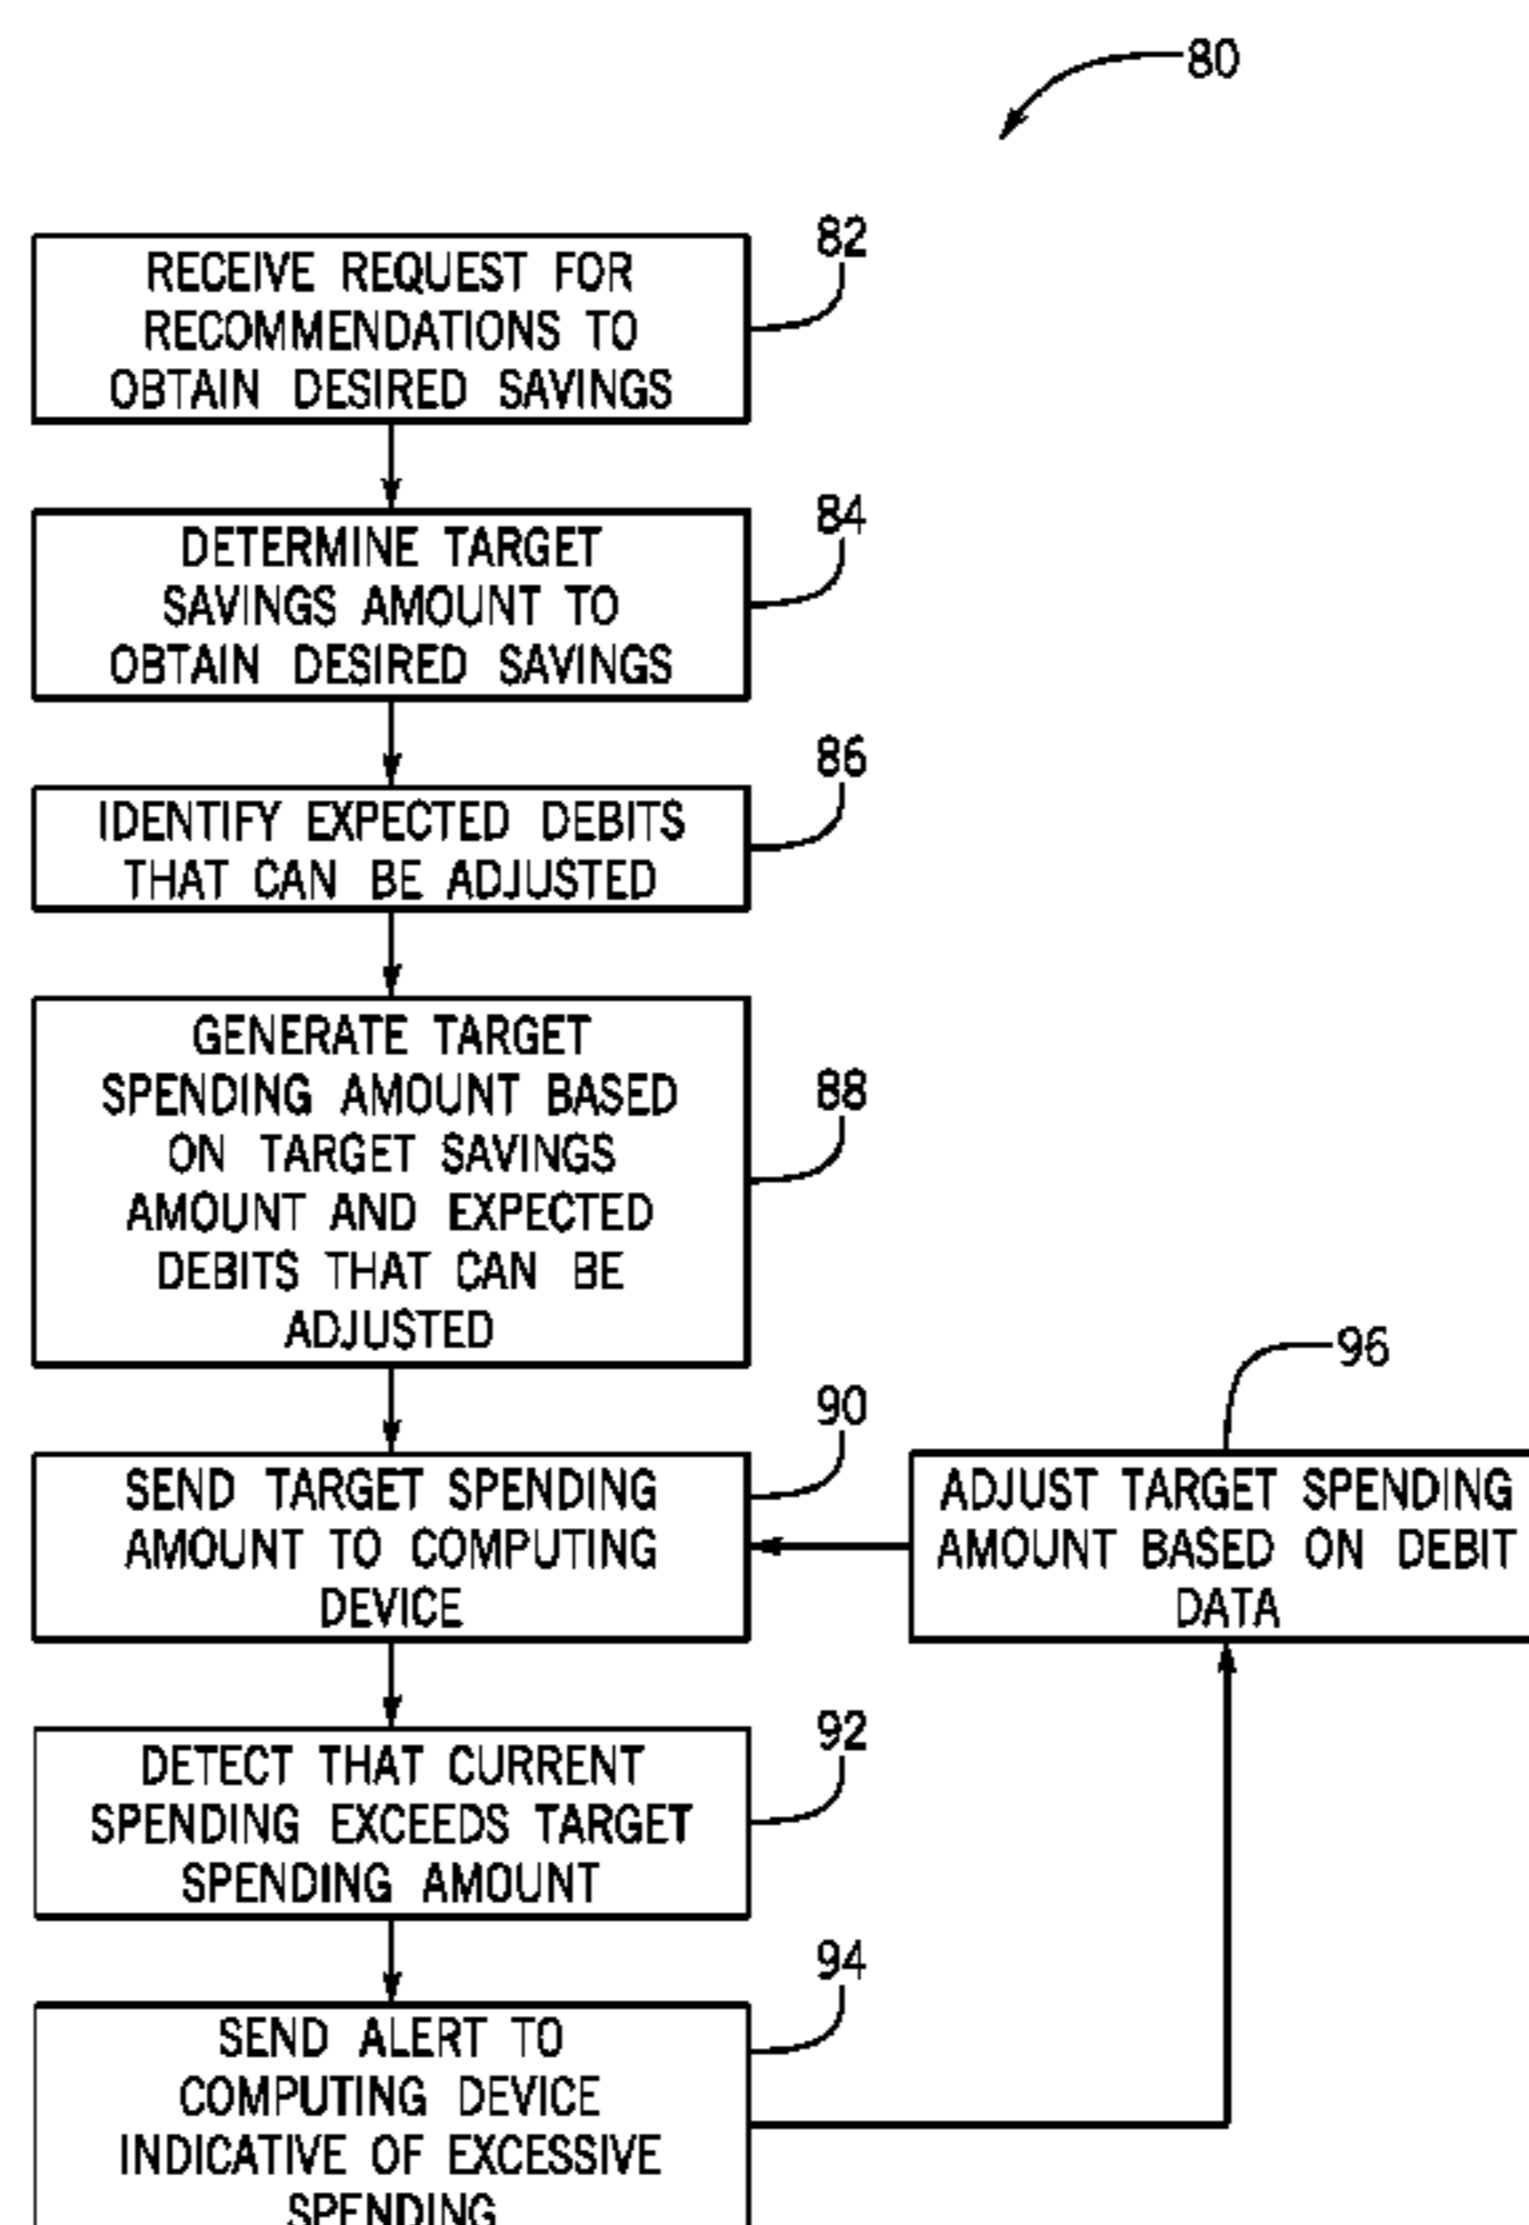 80
82
RECEIVE REQUEST FOR
RECOMMENDATIONS TO
OBTAIN DESIRED SAVINGS
84
DETERMINE TARGET
SAVINGS AMOUNT TO
OBTAIN DESIRED SAVINGS
86
IDENTIFY EXPECTED DEBITS
THAT CAN BE ADJUSTED
88
GENERATE TARGET
SPENDING AMOUNT BASED
ON TARGET SAVINGS
AMOUNT AND EXPECTED
DEBITS THAT CAN BE
ADJUSTED
90
SEND TARGET SPENDING
AMOUNT TO COMPUTING
DEVICE
96
ADJUST TARGET SPENDING
AMOUNT BASED ON DEBIT
DATA
92
DETECT THAT CURRENT
SPENDING EXCEEDS TARGET
SPENDING AMOUNT
94
SEND ALERT TO
COMPUTING DEVICE
INDICATIVE OF EXCESSIVE
SPENDING